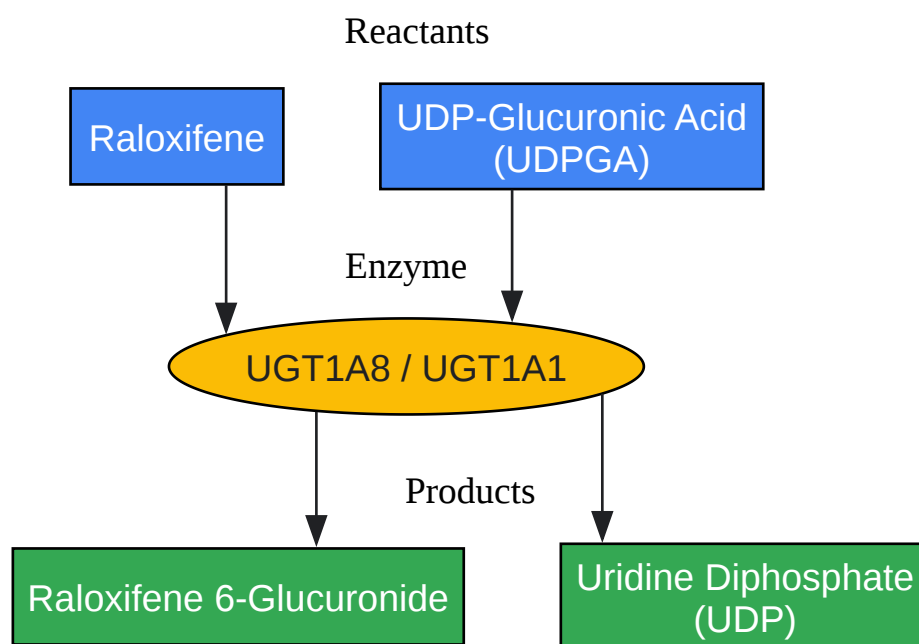 Reactants
Raloxifene
UDP-Glucuronic Acid
(UDPGA)
Enzyme
UGT1A8 / UGT1A1
Products
Raloxifene 6-Glucuronide
Uridine Diphosphate
(UDP)